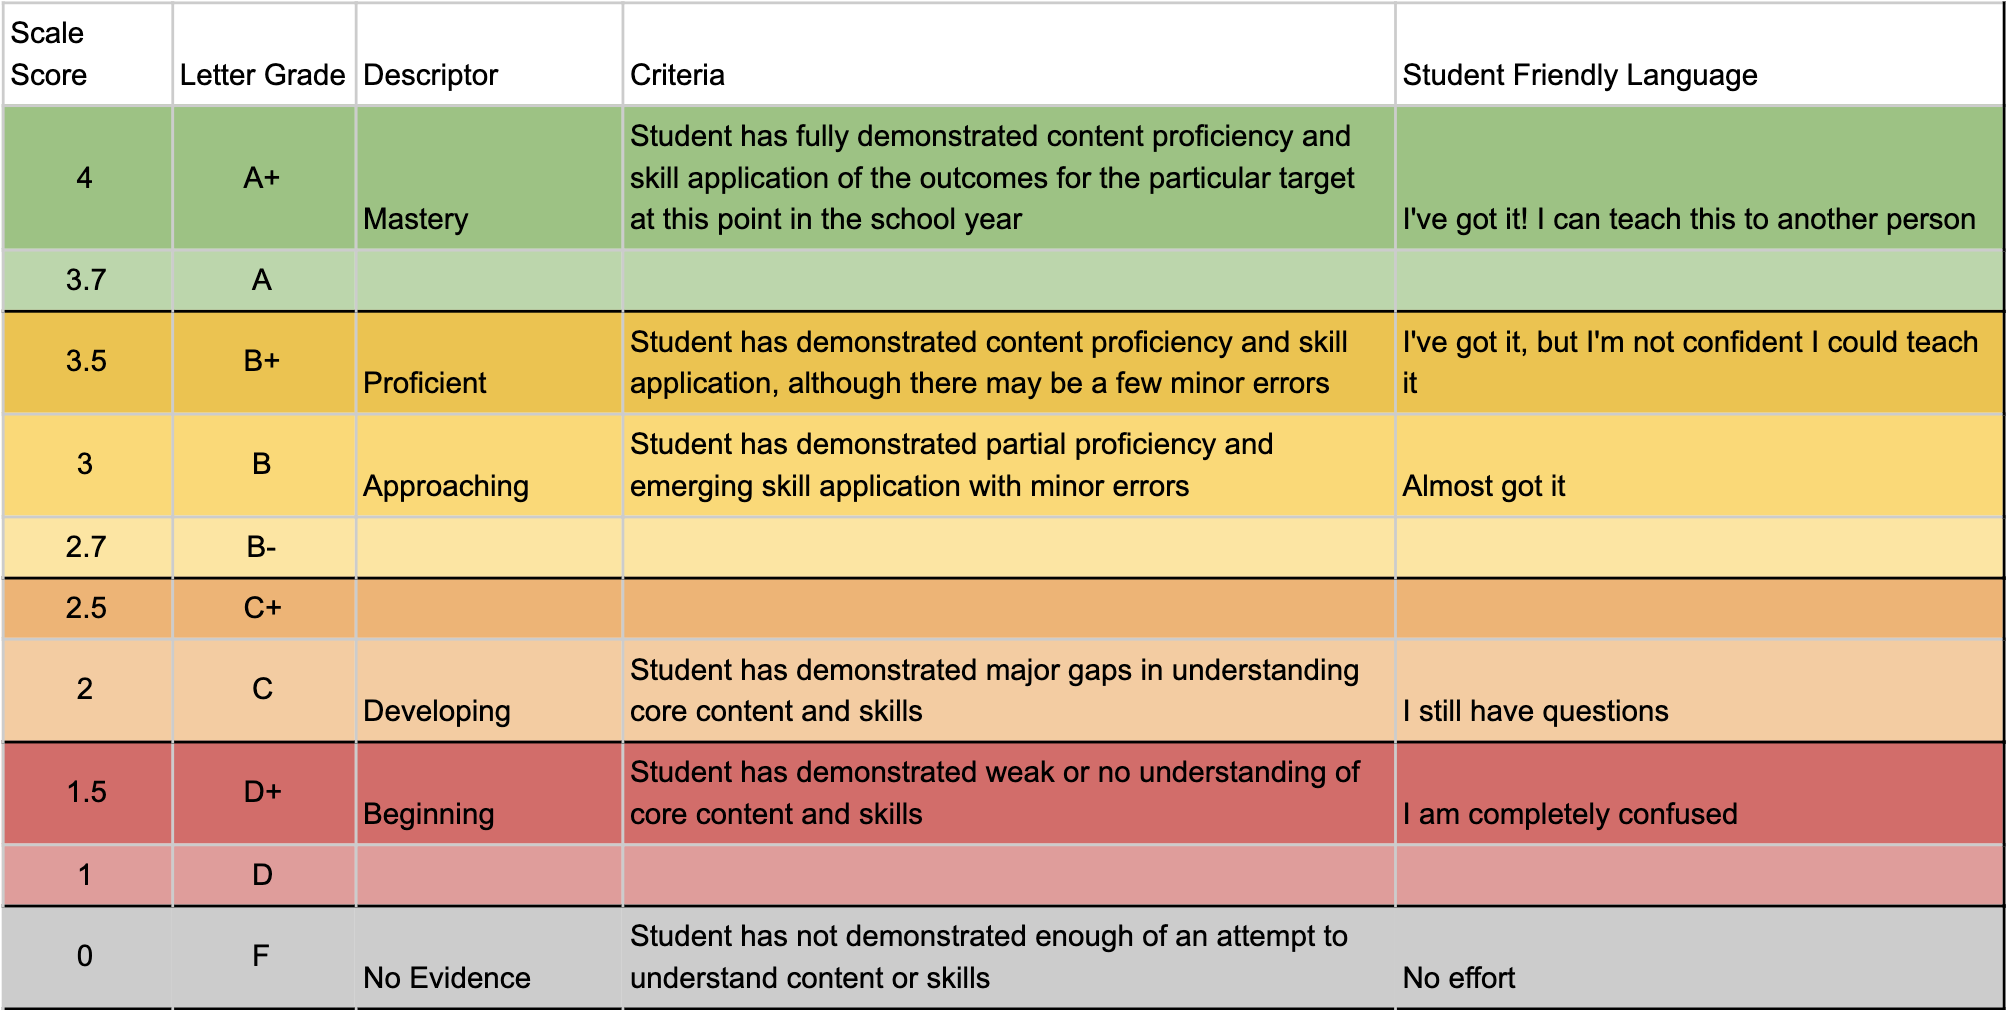 Scale
Score
Letter Grade
Descriptor
Criteria
Student Friendly Language
4
A+
Mastery
Student has fully demonstrated content proficiency and
skill application of the outcomes for the particular target
at this point in the school year
I've got it! I can teach this to another person
3.7
A
3.5
B+
Proficient
Student has demonstrated content proficiency and skill
application, although there may be a few minor errors
I've got it, but I'm not confident I could teach
it
3
B
Approaching
Student has demonstrated partial proficiency and
emerging skill application with minor errors
Almost got it
2.7
B-
2.5
C+
2
C
Developing
Student has demonstrated major gaps in understanding
core content and skills
I still have questions
1.5
D+
Beginning
Student has demonstrated weak or no understanding of
core content and skills
I am completely confused
1
D
0
F
No Evidence
Student has not demonstrated enough of an attempt to
understand content or skills
No effort